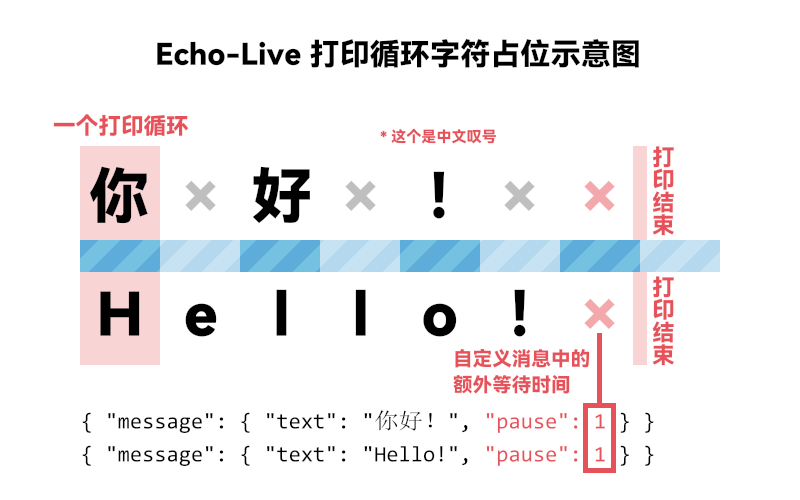 Echo-Live 打印循环字符占位示意图
一个打印循环
* 这个是中文叹号
你 × 好 × ！ × ×
打印结束
H e l l o ! ×
打印结束
自定义消息中的
额外等待时间
{ "message": { "text": "你好！", "pause": 1 } }
{ "message": { "text": "Hello!", "pause": 1 } }